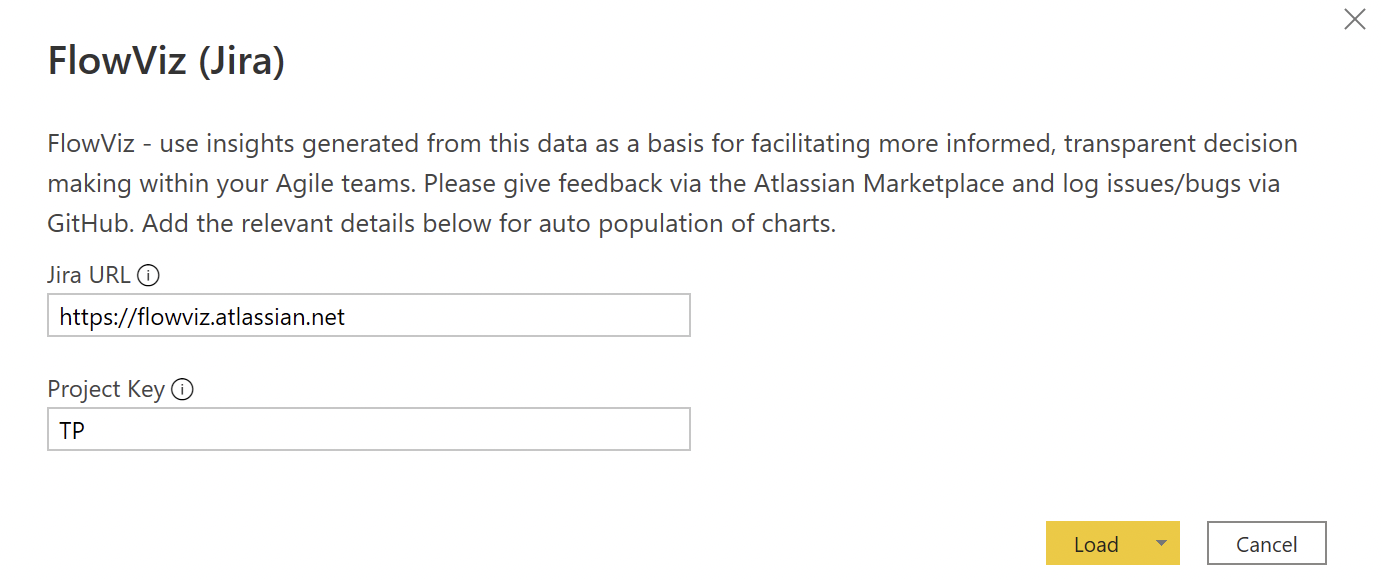 FlowViz (Jira)
FlowViz - use insights generated from this data as a basis for facilitating more informed, transparent decision
making within your Agile teams. Please give feedback via the Atlassian Marketplace and log issues/bugs via
GitHub. Add the relevant details below for auto population of charts.
Jira URL
https://flowviz.atlassian.net
Project Key
TP
Load
Cancel